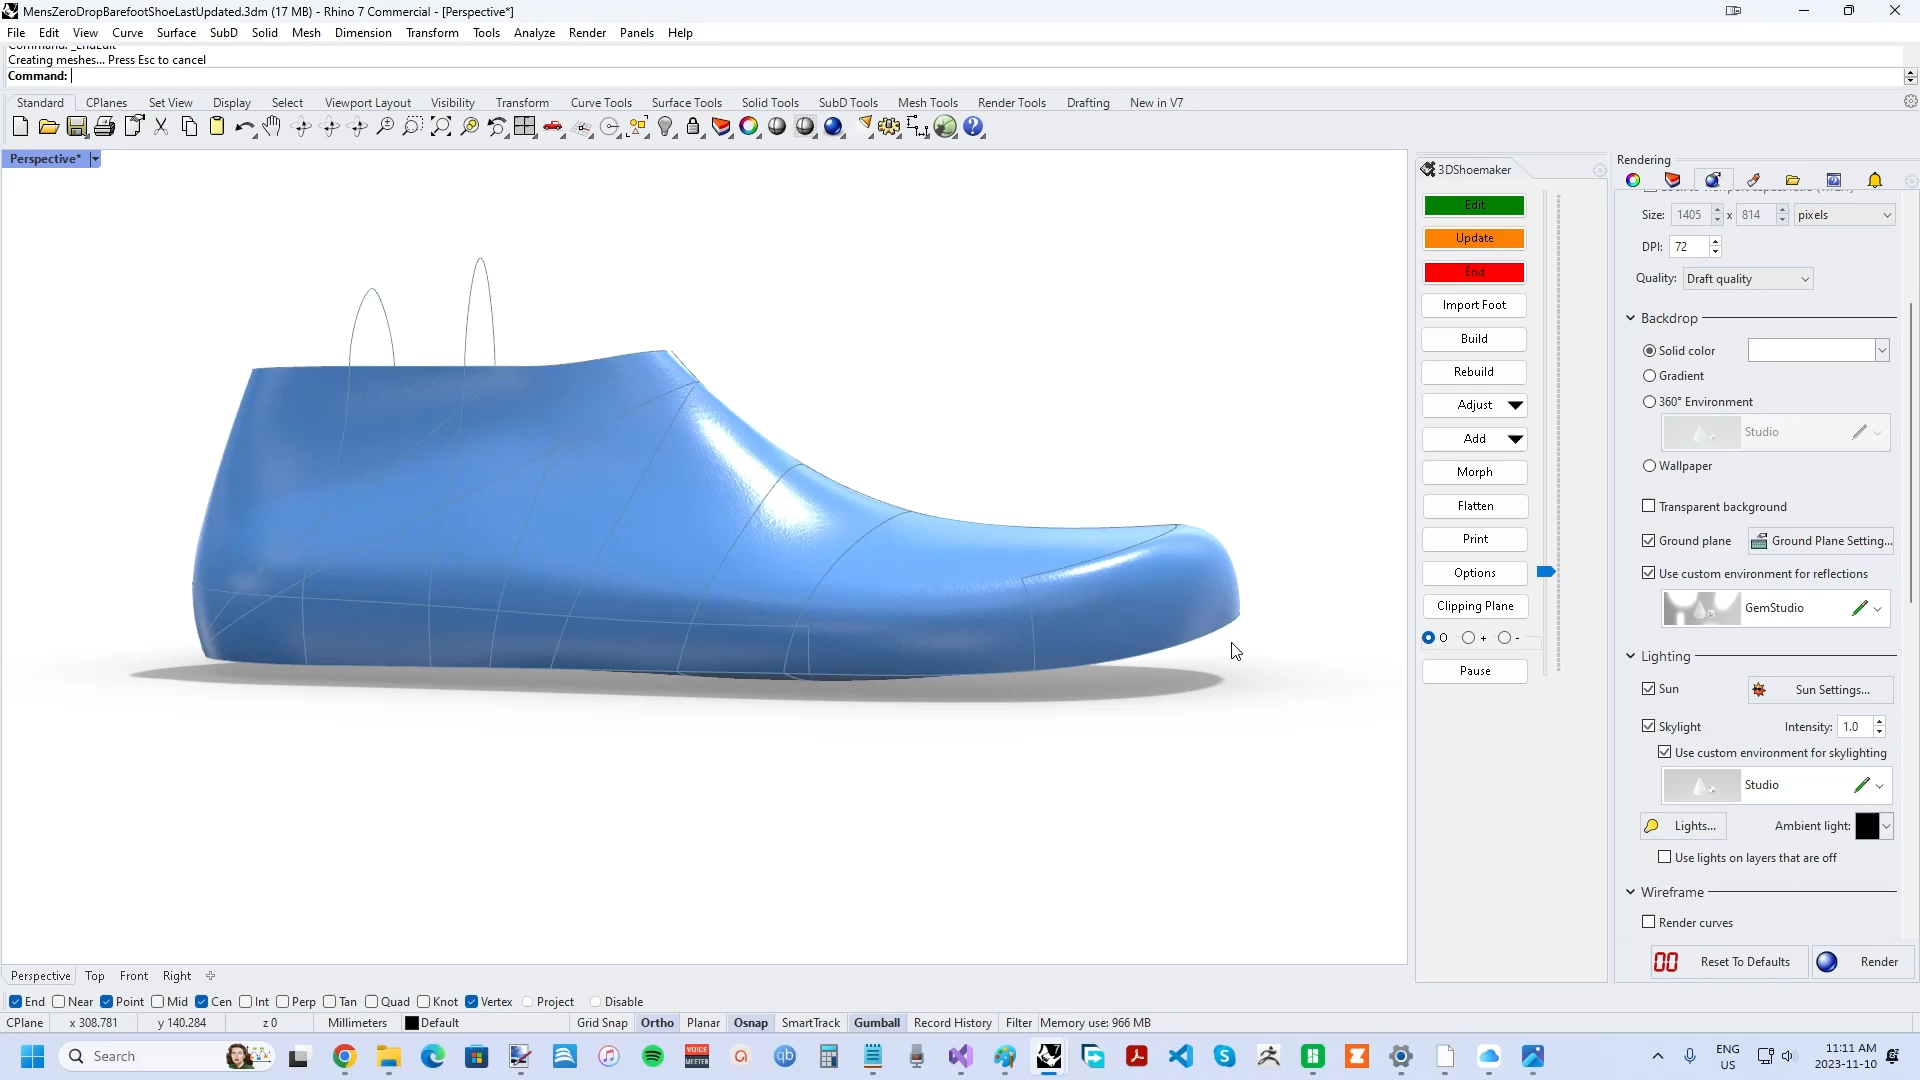 MensZeroDropBarefootShoeLastUpdated.3dm (17 MB) - Rhino 7 Commercial - [Perspective*]
File Edit View Curve Surface SubD Solid Mesh Dimension Transform Tools Analyze Render Panels Help
Command: _EndEdit
Creating meshes... Press Esc to cancel
Command:
Standard CPlanes Set View Display Select Viewport Layout Visibility Transform Curve Tools Surface Tools Solid Tools SubD Tools Mesh Tools Render Tools Drafting New in V7
Perspective*
3DShoemaker
Edit
Update
End
Import Foot
Build
Rebuild
Adjust
Add
Morph
Flatten
Print
Options
Clipping Plane
O + -
Pause
Rendering
Size: 1405 x 814 pixels
DPI: 72
Quality: Draft quality
Backdrop
Solid color
Gradient
360° Environment
Studio
Wallpaper
Transparent background
Ground plane Ground Plane Setting...
Use custom environment for reflections
GemStudio
Lighting
Sun Sun Settings...
Skylight Intensity: 1.0
Use custom environment for skylighting
Studio
Lights... Ambient light:
Use lights on layers that are off
Wireframe
Render curves
Reset To Defaults Render
Perspective Top Front Right
End Near Point Mid Cen Int Perp Tan Quad Knot Vertex Project Disable
CPlane x 308.781 y 140.284 z 0 Millimeters Default Grid Snap Ortho Planar Osnap SmartTrack Gumball Record History Filter Memory use: 966 MB
Search
VOICE
MEETER
qb
ENG
US
11:11 AM
2023-11-10